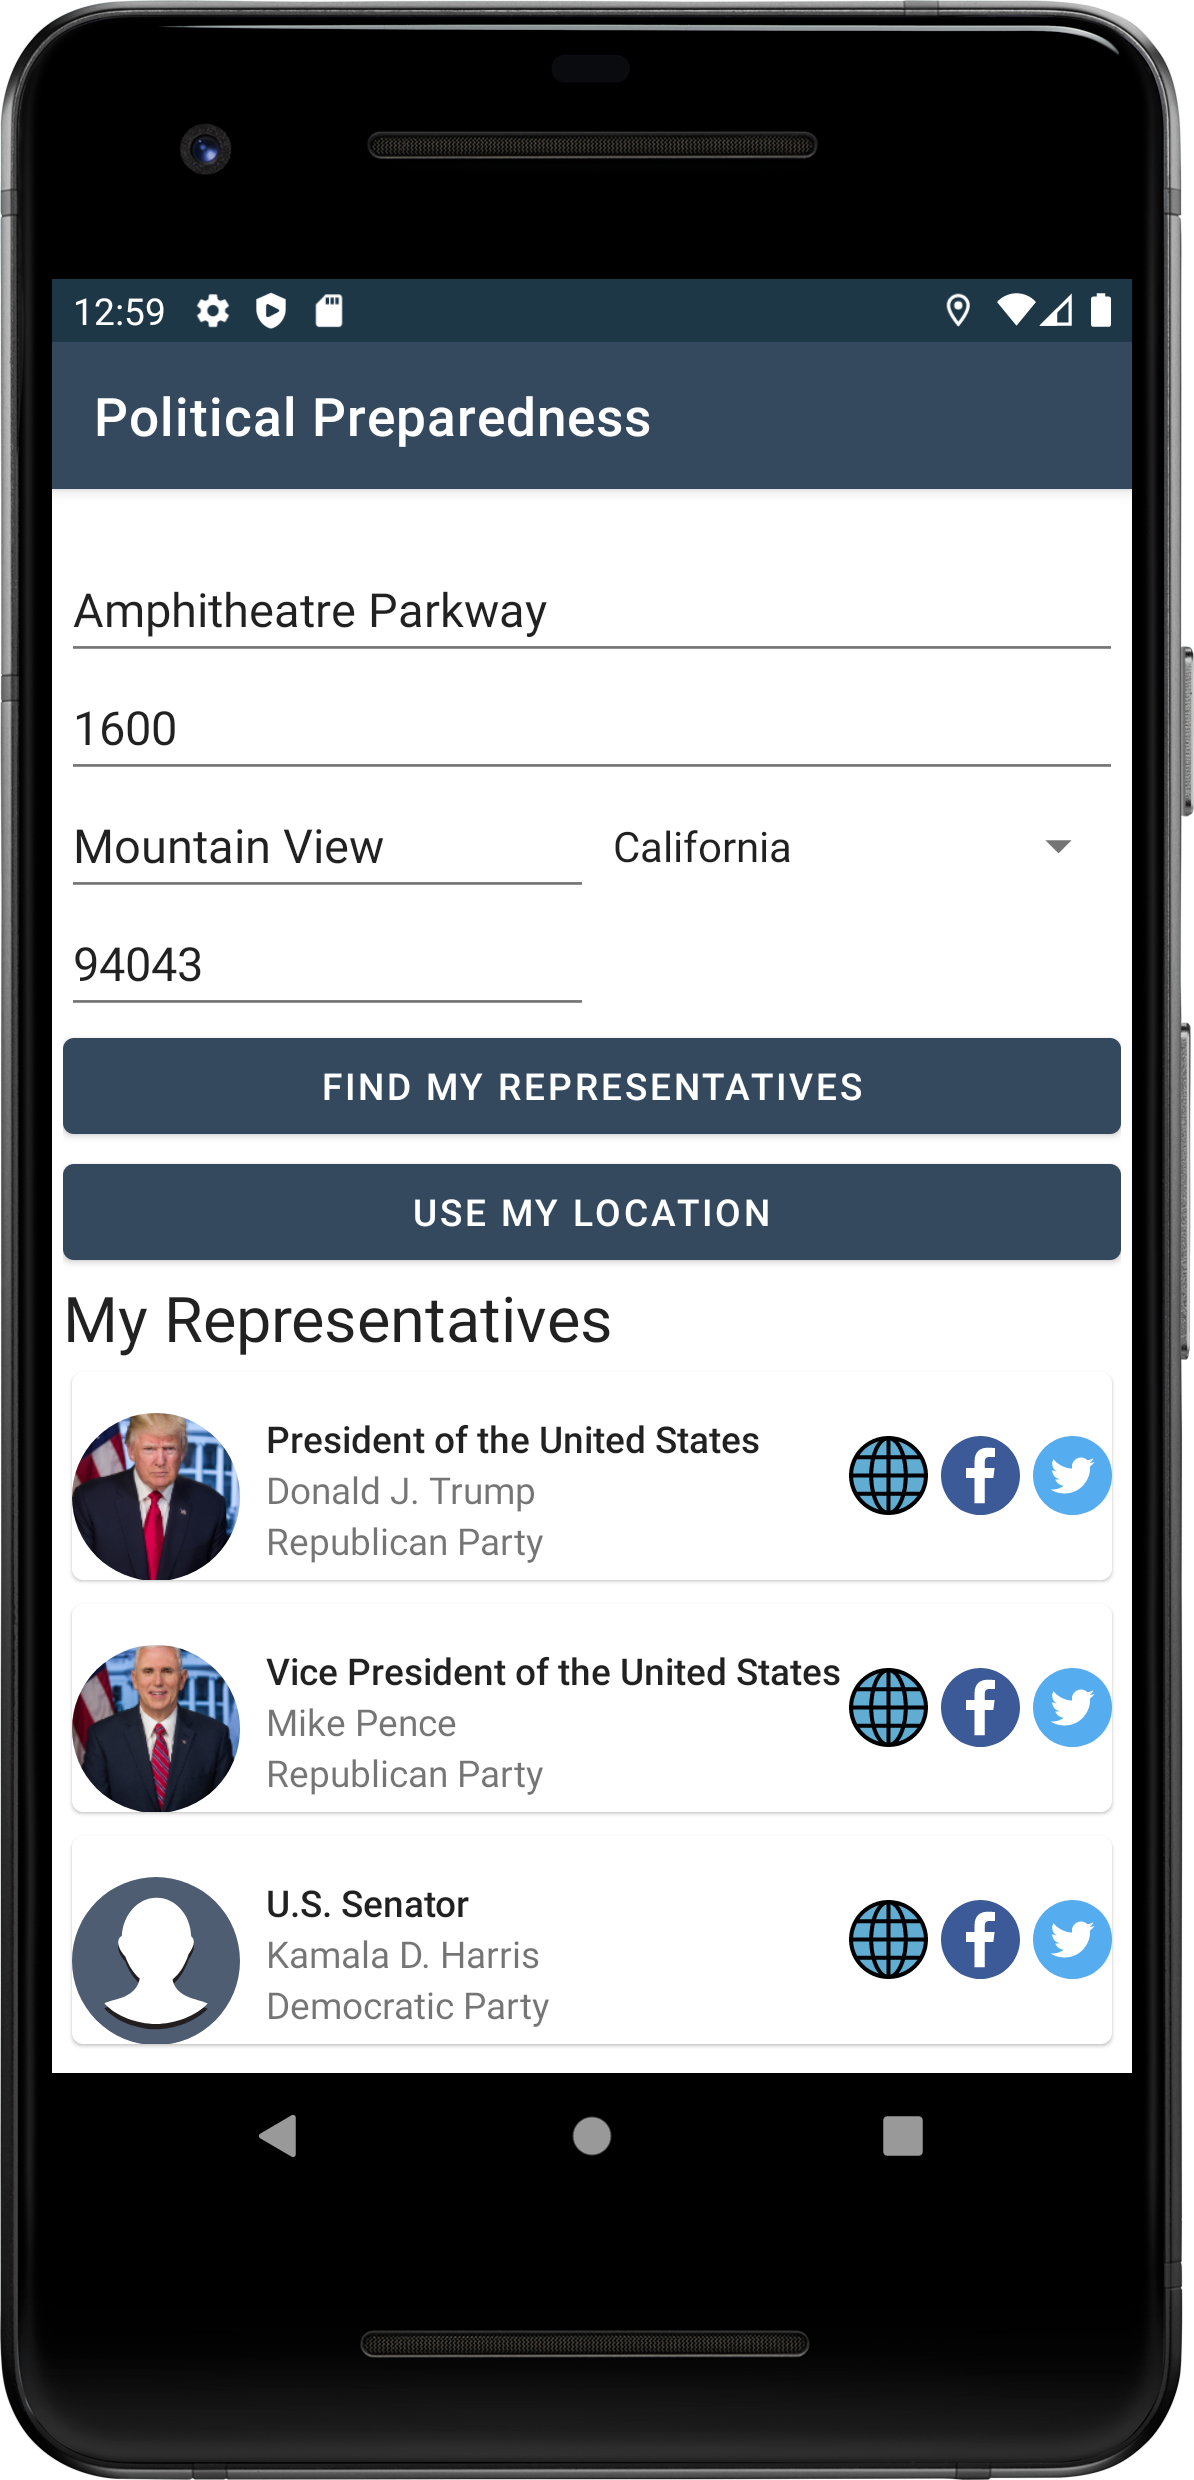 12:59
Political Preparedness
Amphitheatre Parkway
1600
Mountain View California
94043
FIND MY REPRESENTATIVES
USE MY LOCATION
My Representatives
President of the United States
Donald J. Trump
Republican Party
Vice President of the United States
Mike Pence
Republican Party
U.S. Senator
Kamala D. Harris
Democratic Party